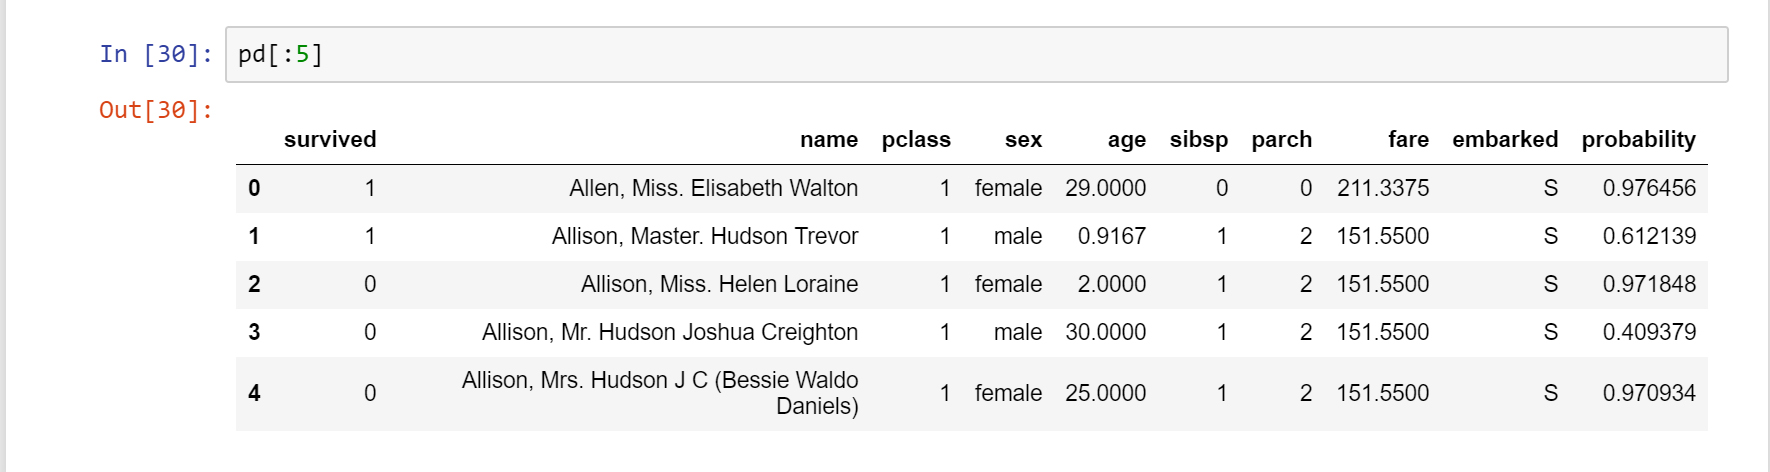 In [30]: pd[:5]
Out[30]:
survived name pclass sex age sibsp parch fare embarked probability
0 1 Allen, Miss. Elisabeth Walton 1 female 29.0000 0 0 211.3375 S 0.976456
1 1 Allison, Master. Hudson Trevor 1 male 0.9167 1 2 151.5500 S 0.612139
2 0 Allison, Miss. Helen Loraine 1 female 2.0000 1 2 151.5500 S 0.971848
3 0 Allison, Mr. Hudson Joshua Creighton 1 male 30.0000 1 2 151.5500 S 0.409379
4 0 Allison, Mrs. Hudson J C (Bessie Waldo
Daniels) 1 female 25.0000 1 2 151.5500 S 0.970934